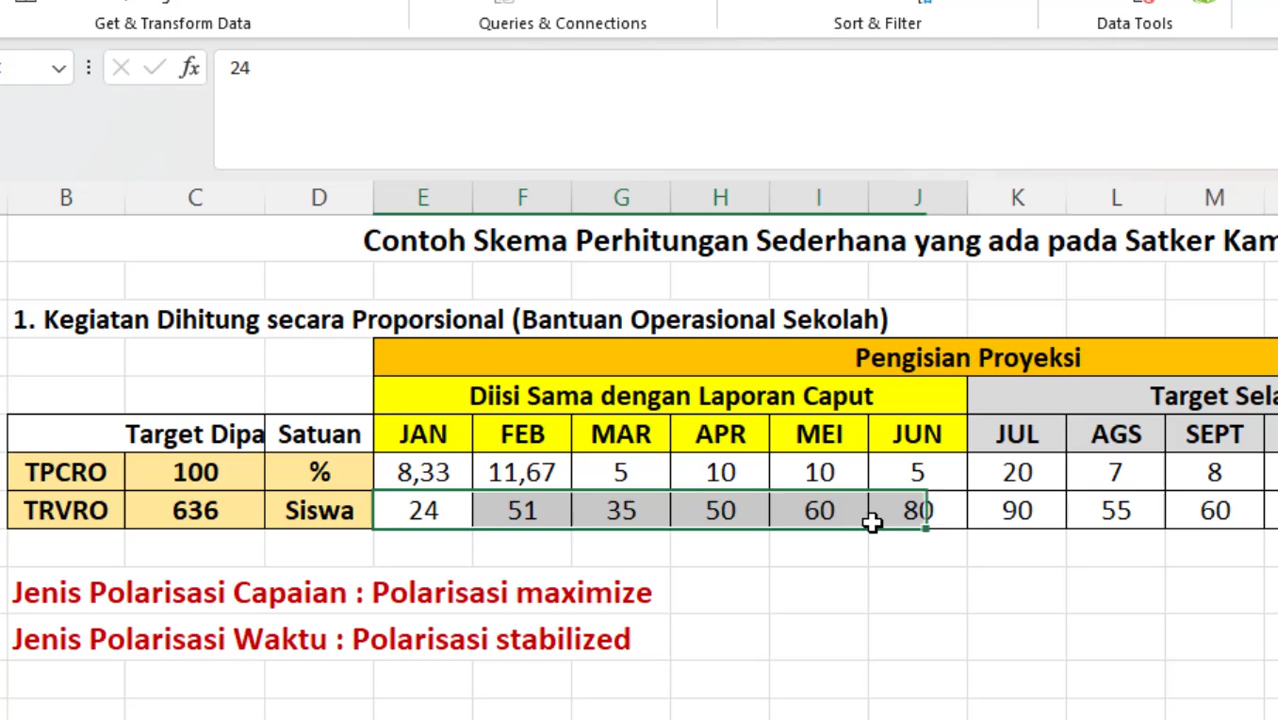 Get & Transform Data Queries & Connections Sort & Filter Data Tools
fx 24
B C D E F G H I J K L M
Contoh Skema Perhitungan Sederhana yang ada pada Satker
1. Kegiatan Dihitung secara Proporsional (Bantuan Operasional Sekolah)
Pengisian Proyeksi
Diisi Sama dengan Laporan Caput Target
Target Dipa Satuan JAN FEB MAR APR MEI JUN JUL AGS SEPT
TPCRO 100 % 8,33 11,67 5 10 10 5 20 7 8
TRVRO 636 Siswa 24 51 35 50 60 80 90 55 60
Jenis Polarisasi Capaian : Polarisasi maximize
Jenis Polarisasi Waktu : Polarisasi stabilized